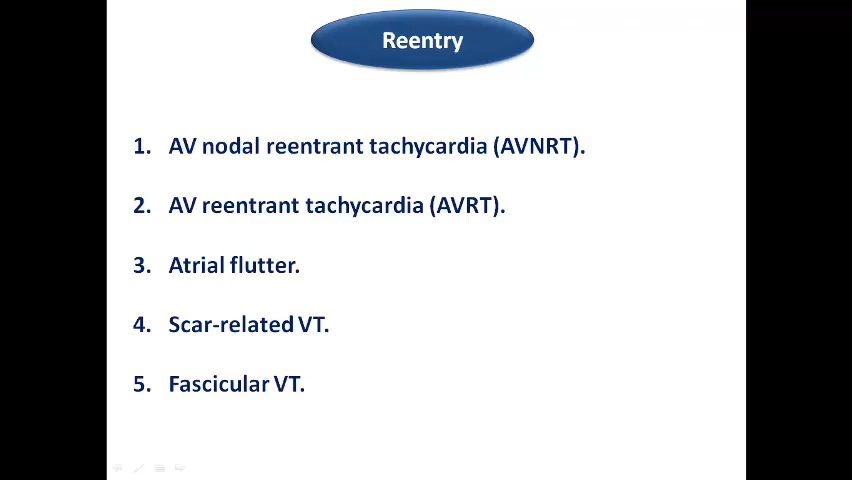 Reentry
1. AV nodal reentrant tachycardia (AVNRT).
2. AV reentrant tachycardia (AVRT).
3. Atrial flutter.
4. Scar-related VT.
5. Fascicular VT.